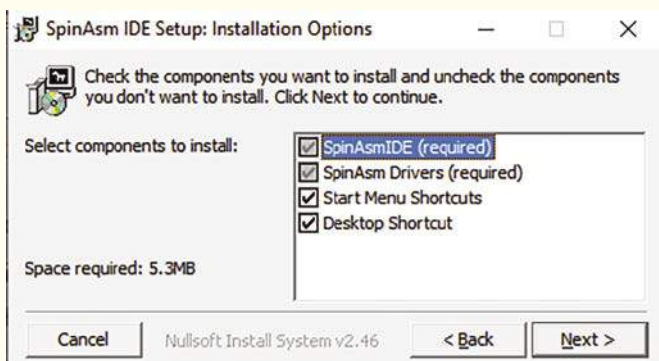 SpinAsm IDE Setup: Installation Options
Check the components you want to install and uncheck the components
you don't want to install. Click Next to continue.
Select components to install:
SpinAsmIDE (required)
SpinAsm Drivers (required)
Start Menu Shortcuts
Desktop Shortcut
Space required: 5.3MB
Cancel
Nullsoft Install System v2.46
< Back
Next >